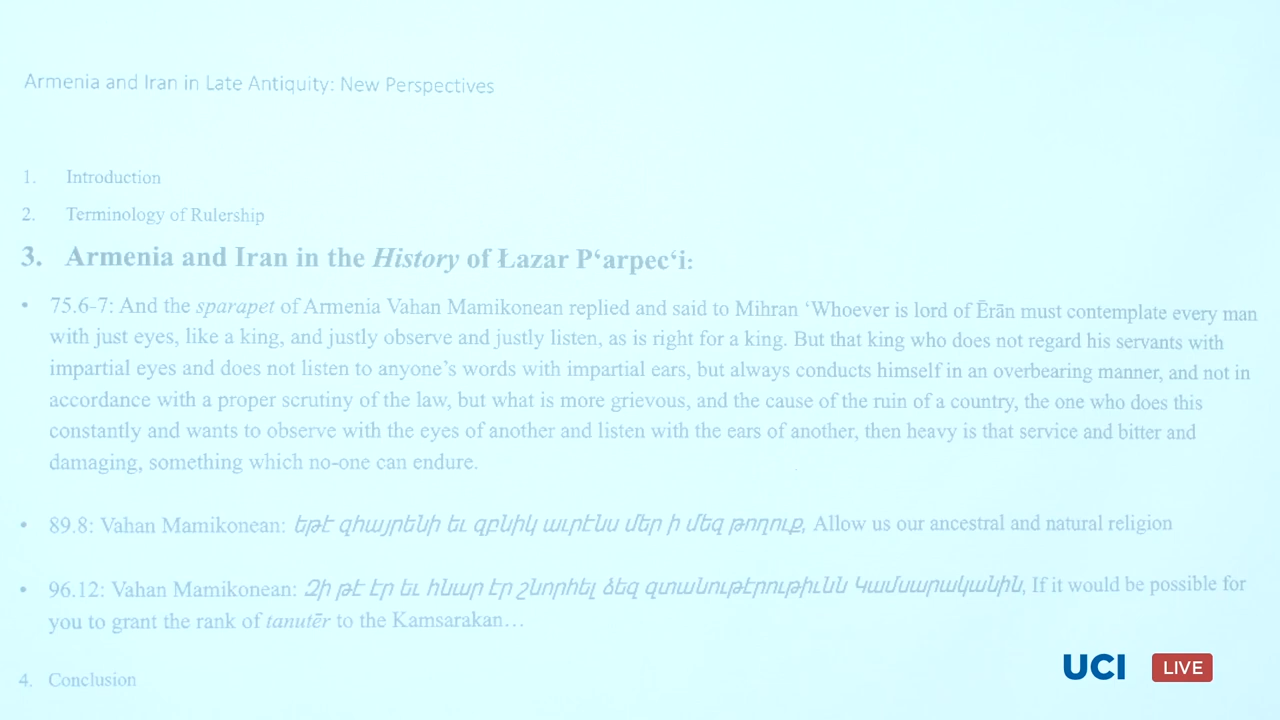 Armenia and Iran in Late Antiquity: New Perspectives
1. Introduction
2. Terminology of Rulership
3. Armenia and Iran in the History of Łazar P‘arpec‘i:
• 75.6-7: And the sparapet of Armenia Vahan Mamikonean replied and said to Mihran ‘Whoever is lord of Ērān must contemplate every man
with just eyes, like a king, and justly observe and justly listen, as is right for a king. But that king who does not regard his servants with
impartial eyes and does not listen to anyone’s words with impartial ears, but always conducts himself in an overbearing manner, and not in
accordance with a proper scrutiny of the law, but what is more grievous, and the cause of the ruin of a country, the one who does this
constantly and wants to observe with the eyes of another and listen with the ears of another, then heavy is that service and bitter and
damaging, something which no-one can endure.
• 89.8: Vahan Mamikonean: եթէ զհայրենի եւ զբնիկ աւրէնս մեր ի մեզ թողուք, Allow us our ancestral and natural religion
• 96.12: Vahan Mamikonean: Զի թէ էր եւ հնար էր շնորհել ձեզ զտանուտէրութիւնն Կամսարականին, If it would be possible for
you to grant the rank of tanutēr to the Kamsarakan…
4. Conclusion
UCI LIVE